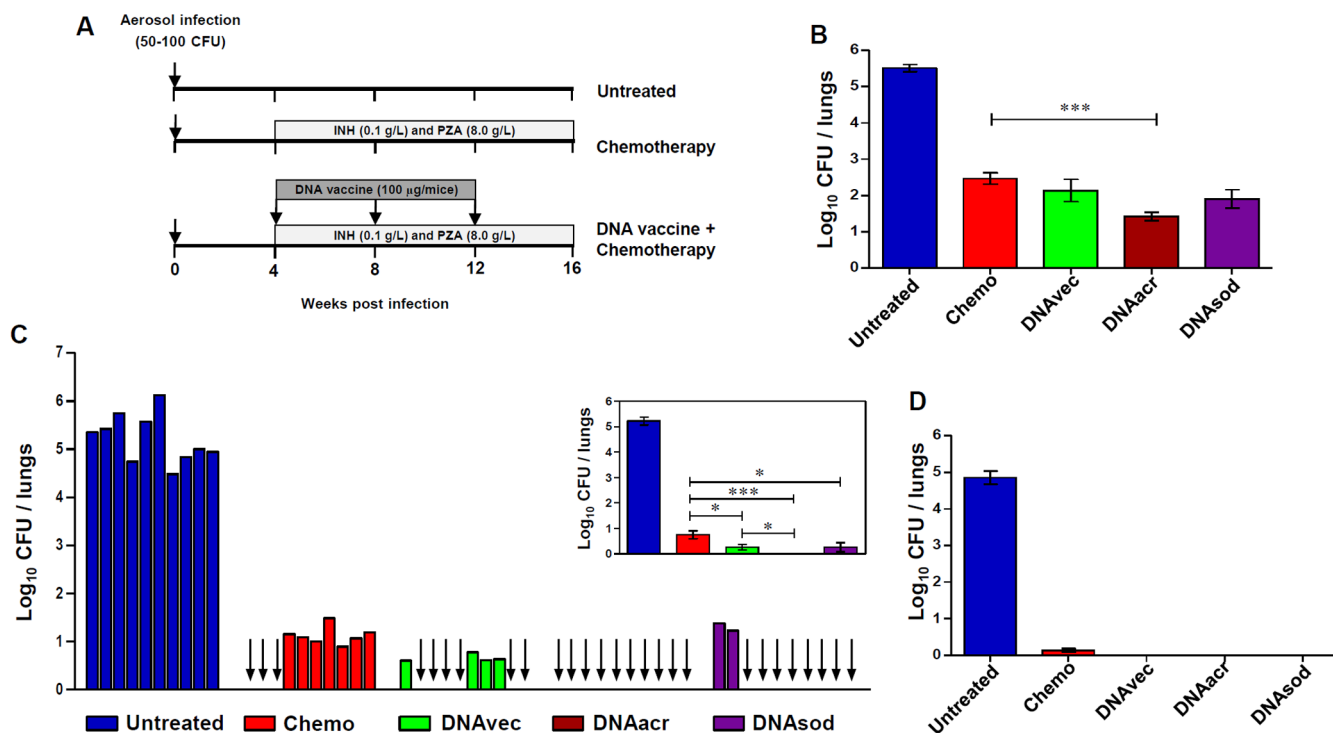 A
Aerosol infection
(50-100 CFU)
Untreated
INH (0.1 g/L) and PZA (8.0 g/L)
Chemotherapy
DNA vaccine (100 µg/mice)
INH (0.1 g/L) and PZA (8.0 g/L)
DNA vaccine +
Chemotherapy
0 4 8 12 16
Weeks post infection
B
Log10 CFU / lungs
6
5
4
3
2
1
0
***
Untreated
Chemo
DNAvec
DNAacr
DNAsod
C
Log10 CFU / lungs
7
6
5
4
3
2
1
0
Log10 CFU / lungs
6
5
4
3
2
1
0
*
***
*
*
Untreated Chemo DNAvec DNAacr DNAsod
D
Log10 CFU / lungs
6
5
4
3
2
1
0
Untreated
Chemo
DNAvec
DNAacr
DNAsod